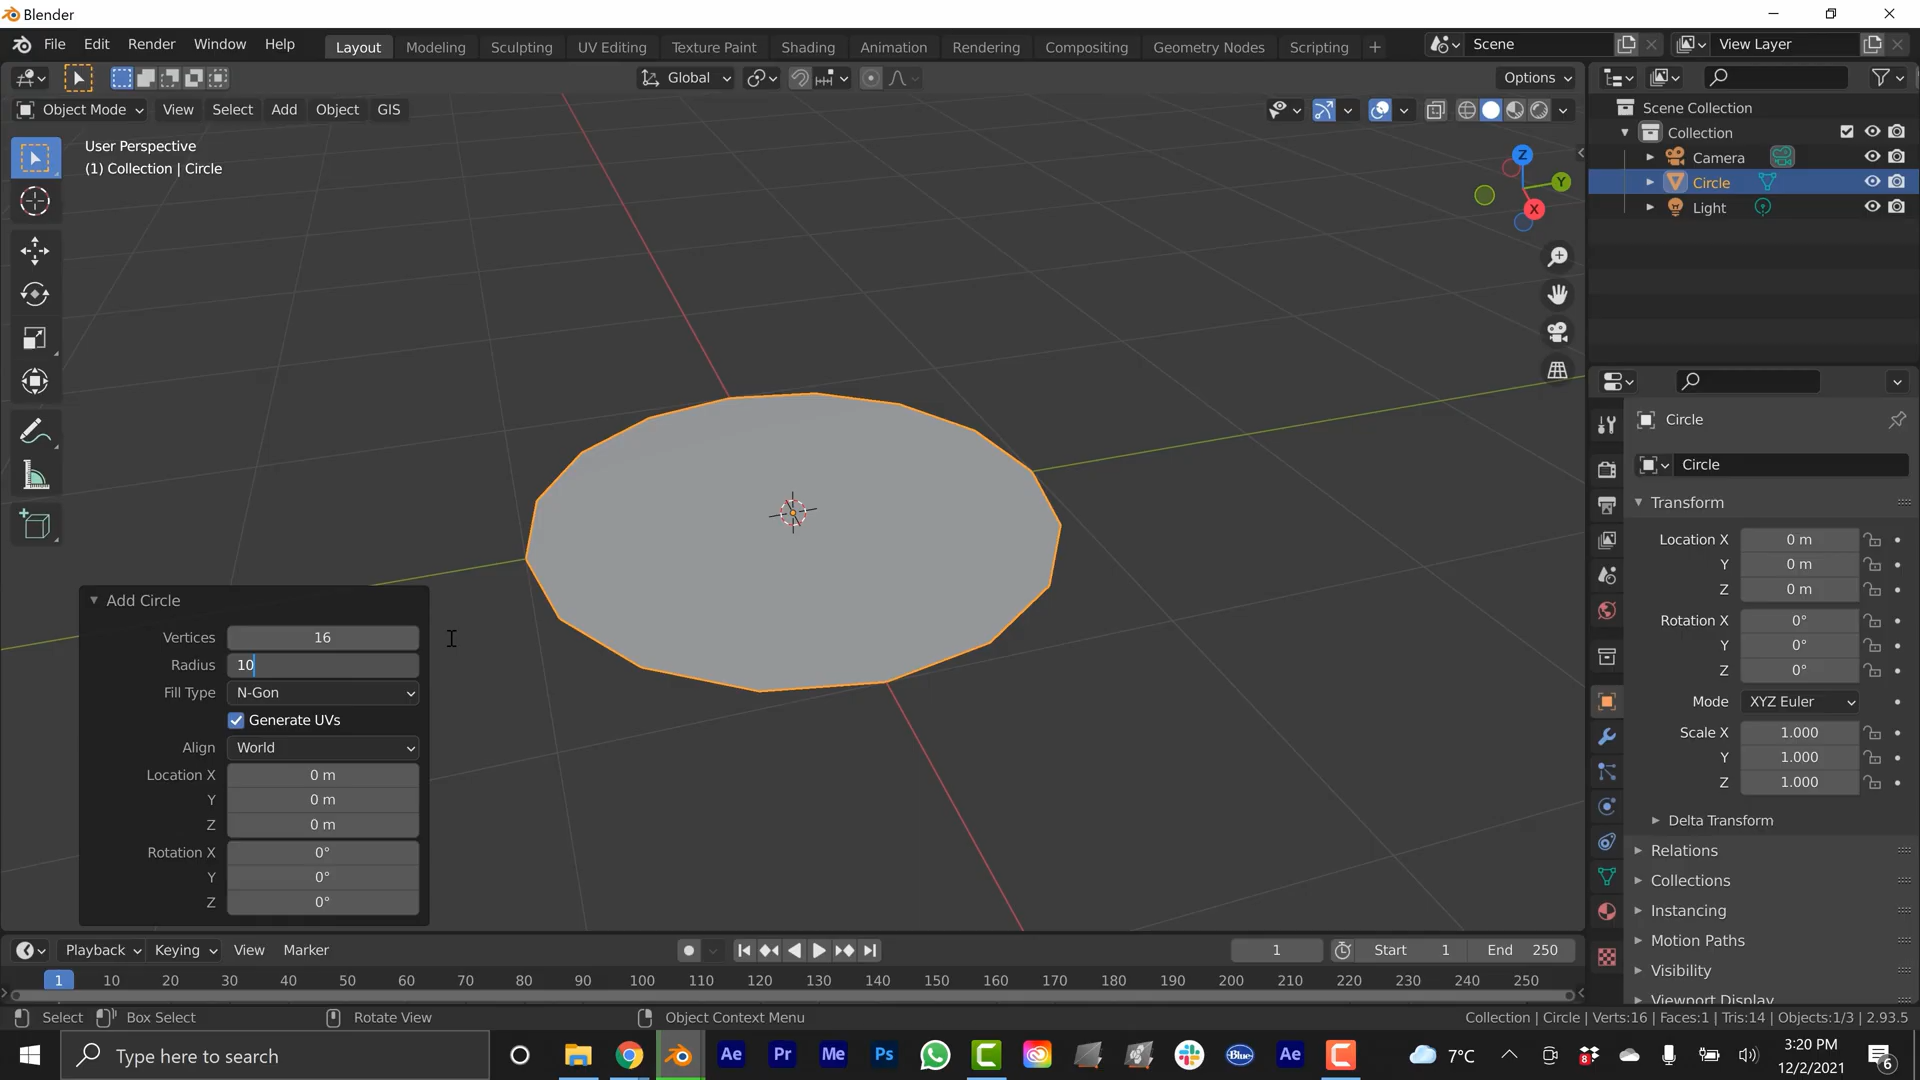 Blender
File Edit Render Window Help Layout Modeling Sculpting UV Editing Texture Paint Shading Animation Rendering Compositing Geometry Nodes Scripting + Scene View Layer
Global Options
Object Mode View Select Add Object GIS
User Perspective
(1) Collection | Circle
Z
Y
X
Scene Collection
Collection
Camera
Circle
Light
Circle
Circle
Transform
Location X 0 m
Y 0 m
Z 0 m
Rotation X 0°
Y 0°
Z 0°
Mode XYZ Euler
Scale X 1.000
Y 1.000
Z 1.000
Delta Transform
Relations
Collections
Instancing
Motion Paths
Visibility
Viewport Display
Add Circle
Vertices 16
Radius 10
Fill Type N-Gon
Generate UVs
Align World
Location X 0 m
Y 0 m
Z 0 m
Rotation X 0°
Y 0°
Z 0°
Playback Keying View Marker 1 Start 1 End 250
1 10 20 30 40 50 60 70 80 90 100 110 120 130 140 150 160 170 180 190 200 210 220 230 240 250
Select Box Select Rotate View Object Context Menu Collection | Circle | Verts:16 | Faces:1 | Tris:14 | Objects:1/3 | 2.93.5
Type here to search Ae Pr Me Ps Blue Ae 7°C 8 3:20 PM
12/2/2021 6